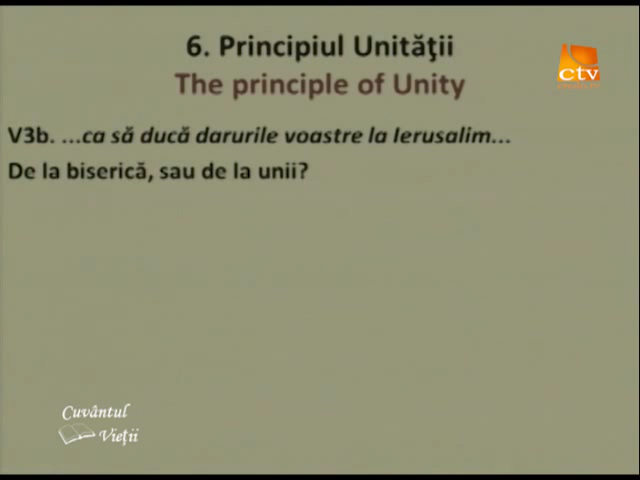 6. Principiul Unităţii
The principle of Unity
ctv
V3b. ...ca să ducă darurile voastre la Ierusalim...
De la biserică, sau de la unii?
Cuvântul
Vieţii